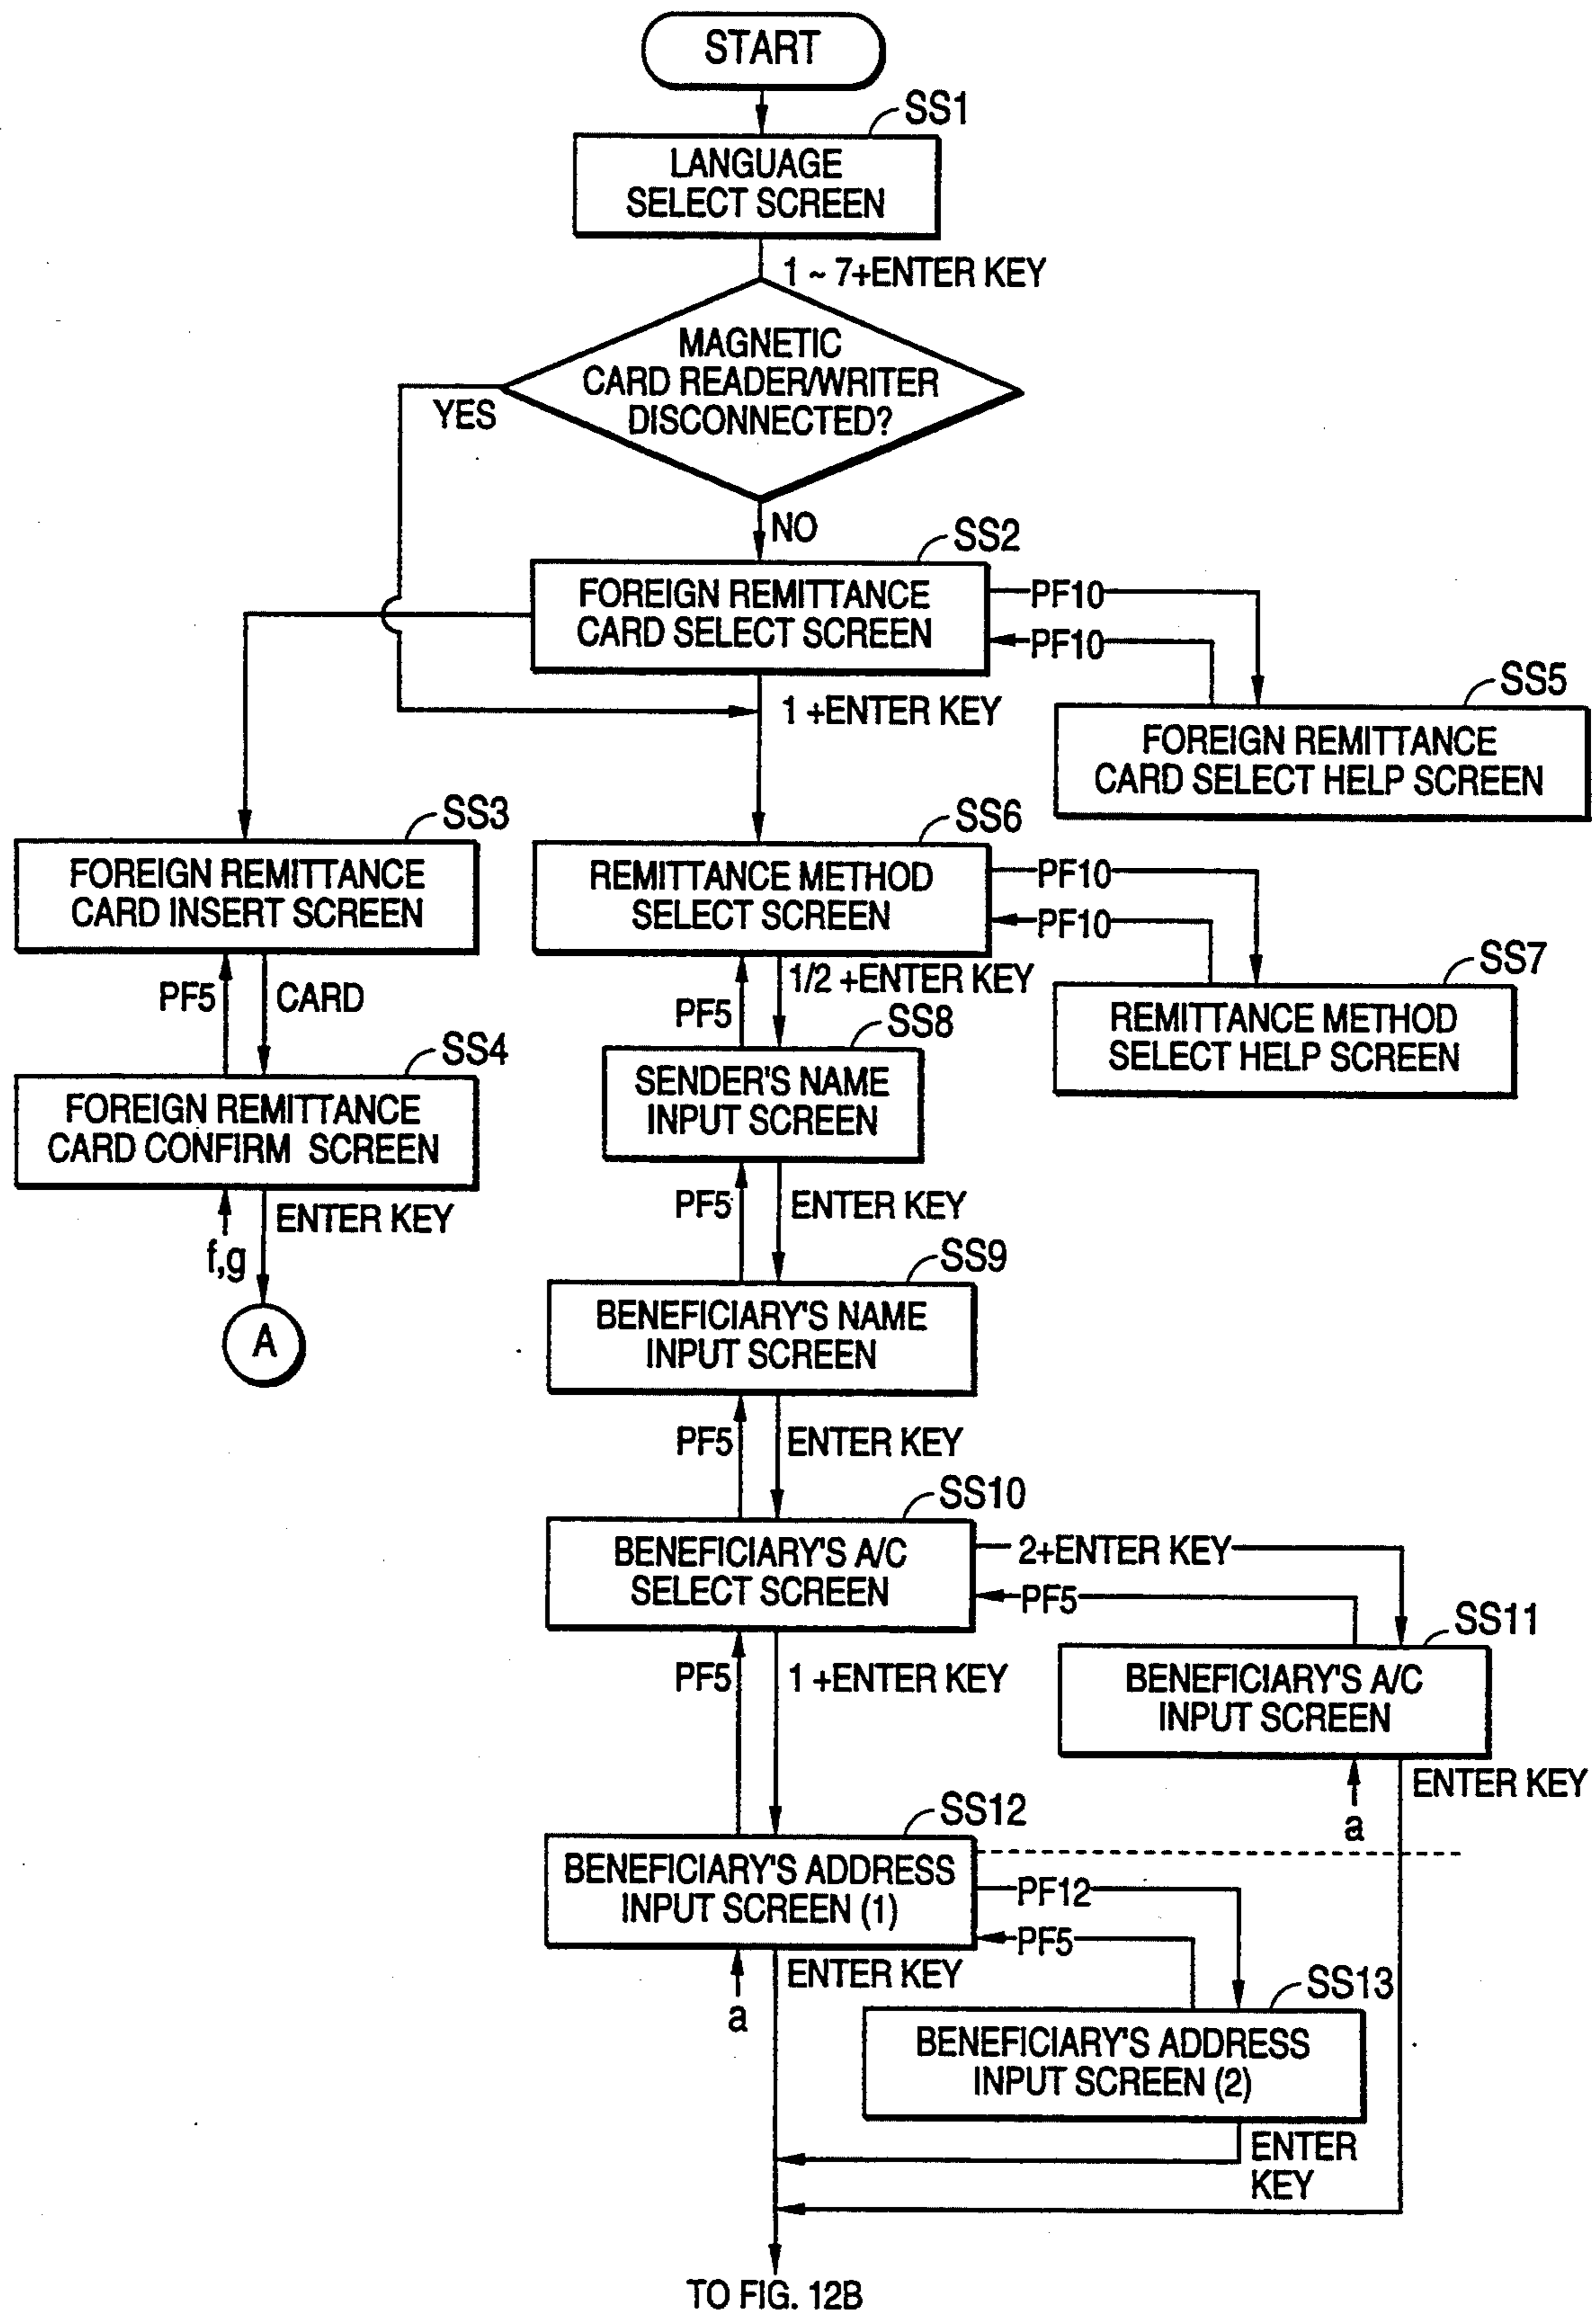 START
SS1
LANGUAGE
SELECT SCREEN
1 ~ 7+ENTER KEY
MAGNETIC
CARD READER/WRITER
DISCONNECTED?
YES
NO
SS2
FOREIGN REMITTANCE
CARD SELECT SCREEN
PF10
PF10
1 +ENTER KEY
SS5
FOREIGN REMITTANCE
CARD SELECT HELP SCREEN
SS3
FOREIGN REMITTANCE
CARD INSERT SCREEN
SS6
REMITTANCE METHOD
SELECT SCREEN
PF10
PF10
SS7
REMITTANCE METHOD
SELECT HELP SCREEN
PF5
CARD
1/2 +ENTER KEY
PF5
SS8
SENDER'S NAME
INPUT SCREEN
SS4
FOREIGN REMITTANCE
CARD CONFIRM SCREEN
f,g
ENTER KEY
A
PF5
ENTER KEY
SS9
BENEFICIARY'S NAME
INPUT SCREEN
PF5
ENTER KEY
SS10
BENEFICIARY'S A/C
SELECT SCREEN
2+ENTER KEY
PF5
SS11
BENEFICIARY'S A/C
INPUT SCREEN
PF5
1 +ENTER KEY
a
ENTER KEY
SS12
BENEFICIARY'S ADDRESS
INPUT SCREEN (1)
PF12
PF5
a
ENTER KEY
SS13
BENEFICIARY'S ADDRESS
INPUT SCREEN (2)
ENTER
KEY
TO FIG. 12B